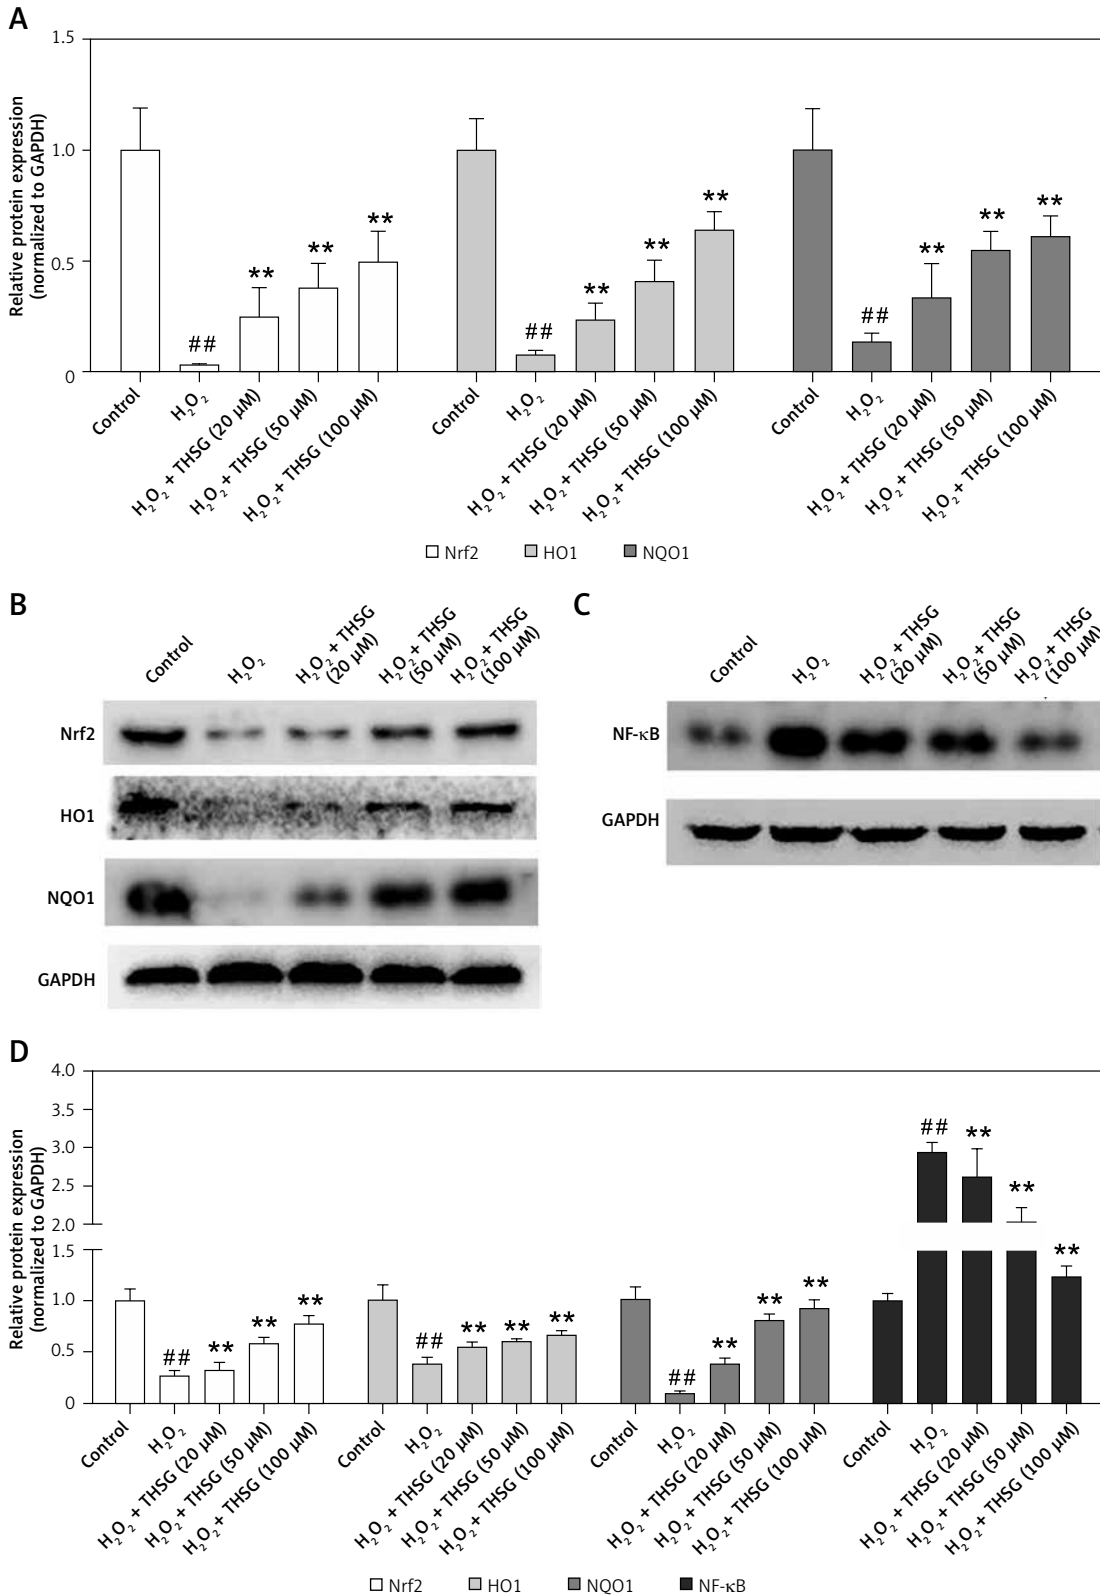 A
Relative protein expression
(normalized to GAPDH)
1.5
1.0
0.5
0
** ** ** ## ** ** ** ## ** ** ** ##
Control
H₂O₂
H₂O₂ + THSG (20 µM)
H₂O₂ + THSG (50 µM)
H₂O₂ + THSG (100 µM)
Control
H₂O₂
H₂O₂ + THSG (20 µM)
H₂O₂ + THSG (50 µM)
H₂O₂ + THSG (100 µM)
Control
H₂O₂
H₂O₂ + THSG (20 µM)
H₂O₂ + THSG (50 µM)
H₂O₂ + THSG (100 µM)
Nrf2 HO1 NQO1
B
Control
H₂O₂
H₂O₂ + THSG
(20 µM)
H₂O₂ + THSG
(50 µM)
H₂O₂ + THSG
(100 µM)
Nrf2
HO1
NQO1
GAPDH
C
Control
H₂O₂
H₂O₂ + THSG
(20 µM)
H₂O₂ + THSG
(50 µM)
H₂O₂ + THSG
(100 µM)
NF-κB
GAPDH
D
Relative protein expression
(normalized to GAPDH)
4.0
3.5
3.0
2.5
2.0
1.5
1.0
0.5
0
## ** ** ** ## ** ** ** ## ** ** ** ## ** ** **
Control
H₂O₂
H₂O₂ + THSG (20 µM)
H₂O₂ + THSG (50 µM)
H₂O₂ + THSG (100 µM)
Control
H₂O₂
H₂O₂ + THSG (20 µM)
H₂O₂ + THSG (50 µM)
H₂O₂ + THSG (100 µM)
Control
H₂O₂
H₂O₂ + THSG (20 µM)
H₂O₂ + THSG (50 µM)
H₂O₂ + THSG (100 µM)
Control
H₂O₂
H₂O₂ + THSG (20 µM)
H₂O₂ + THSG (50 µM)
H₂O₂ + THSG (100 µM)
Nrf2 HO1 NQO1 NF-κB